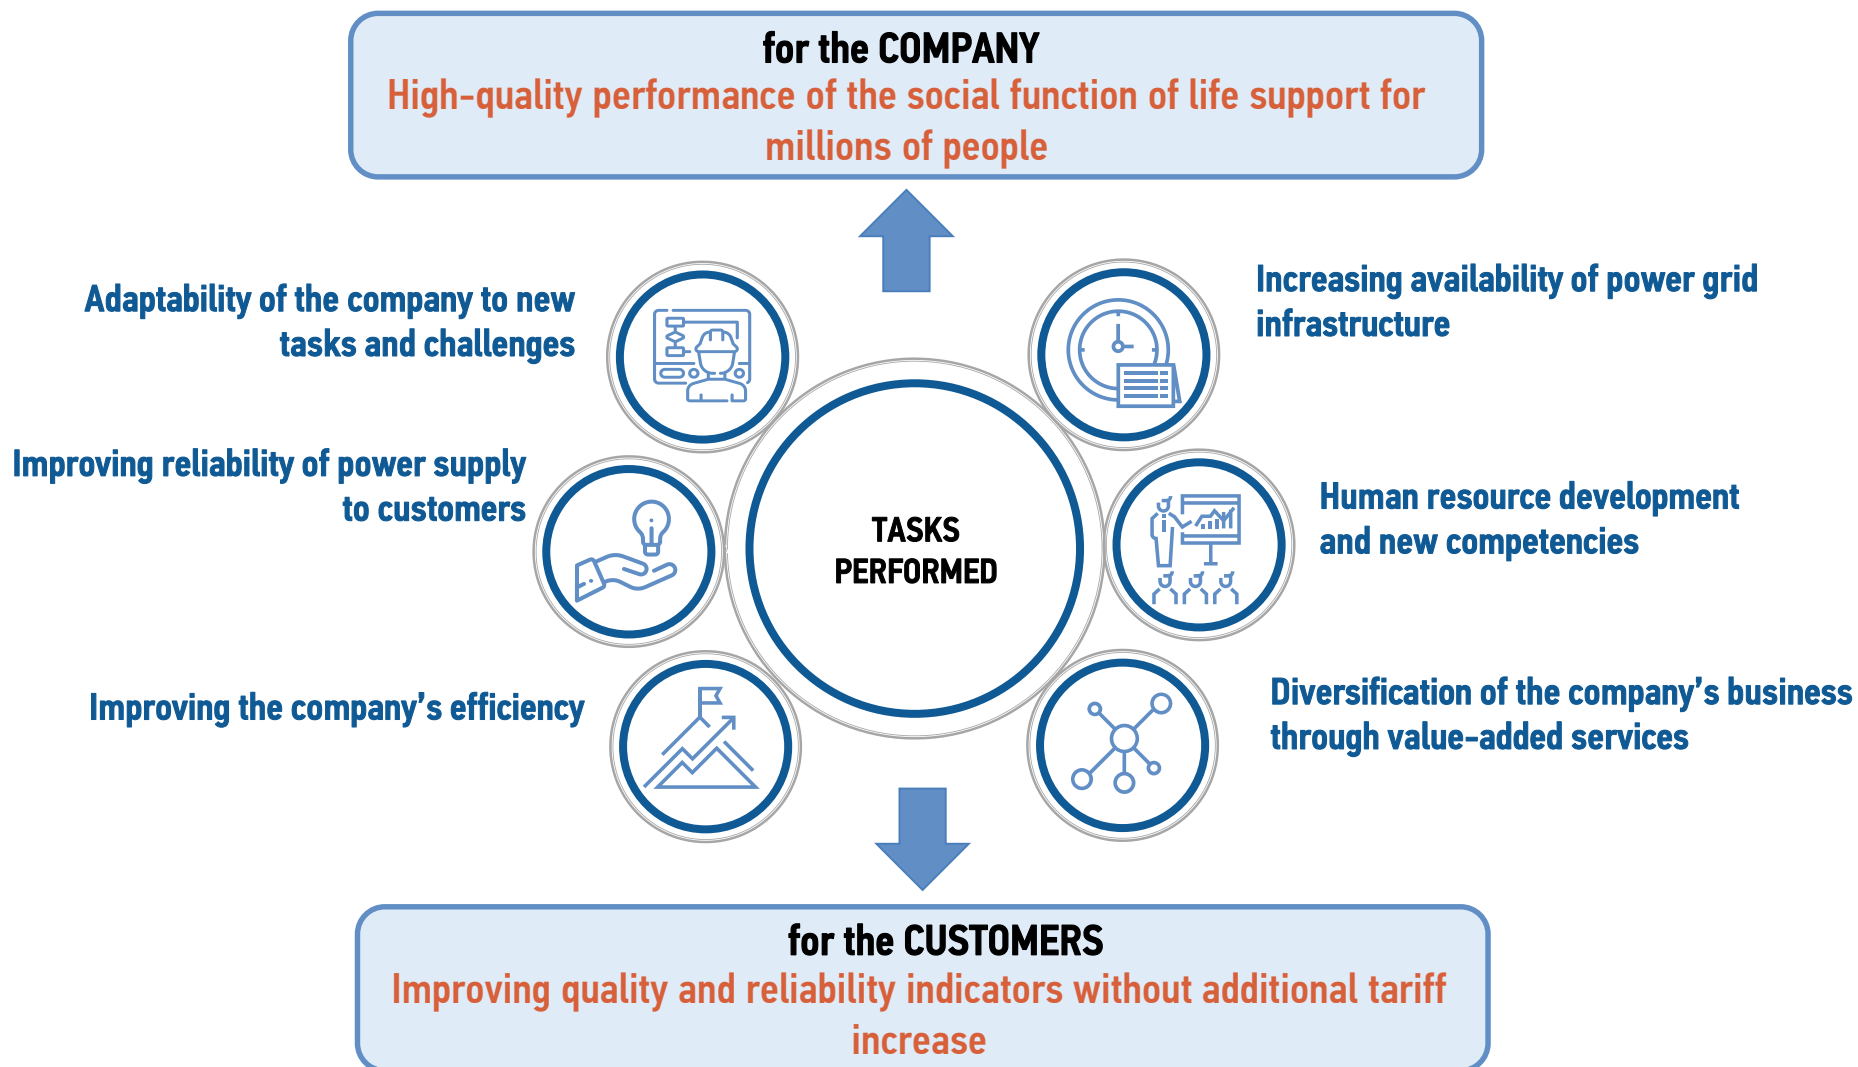 for the COMPANY
High-quality performance of the social function of life support for
millions of people
Adaptability of the company to new
tasks and challenges
Increasing availability of power grid
infrastructure
Improving reliability of power supply
to customers
TASKS
PERFORMED
Human resource development
and new competencies
Improving the company’s efficiency
Diversification of the company’s business
through value-added services
for the CUSTOMERS
Improving quality and reliability indicators without additional tariff
increase